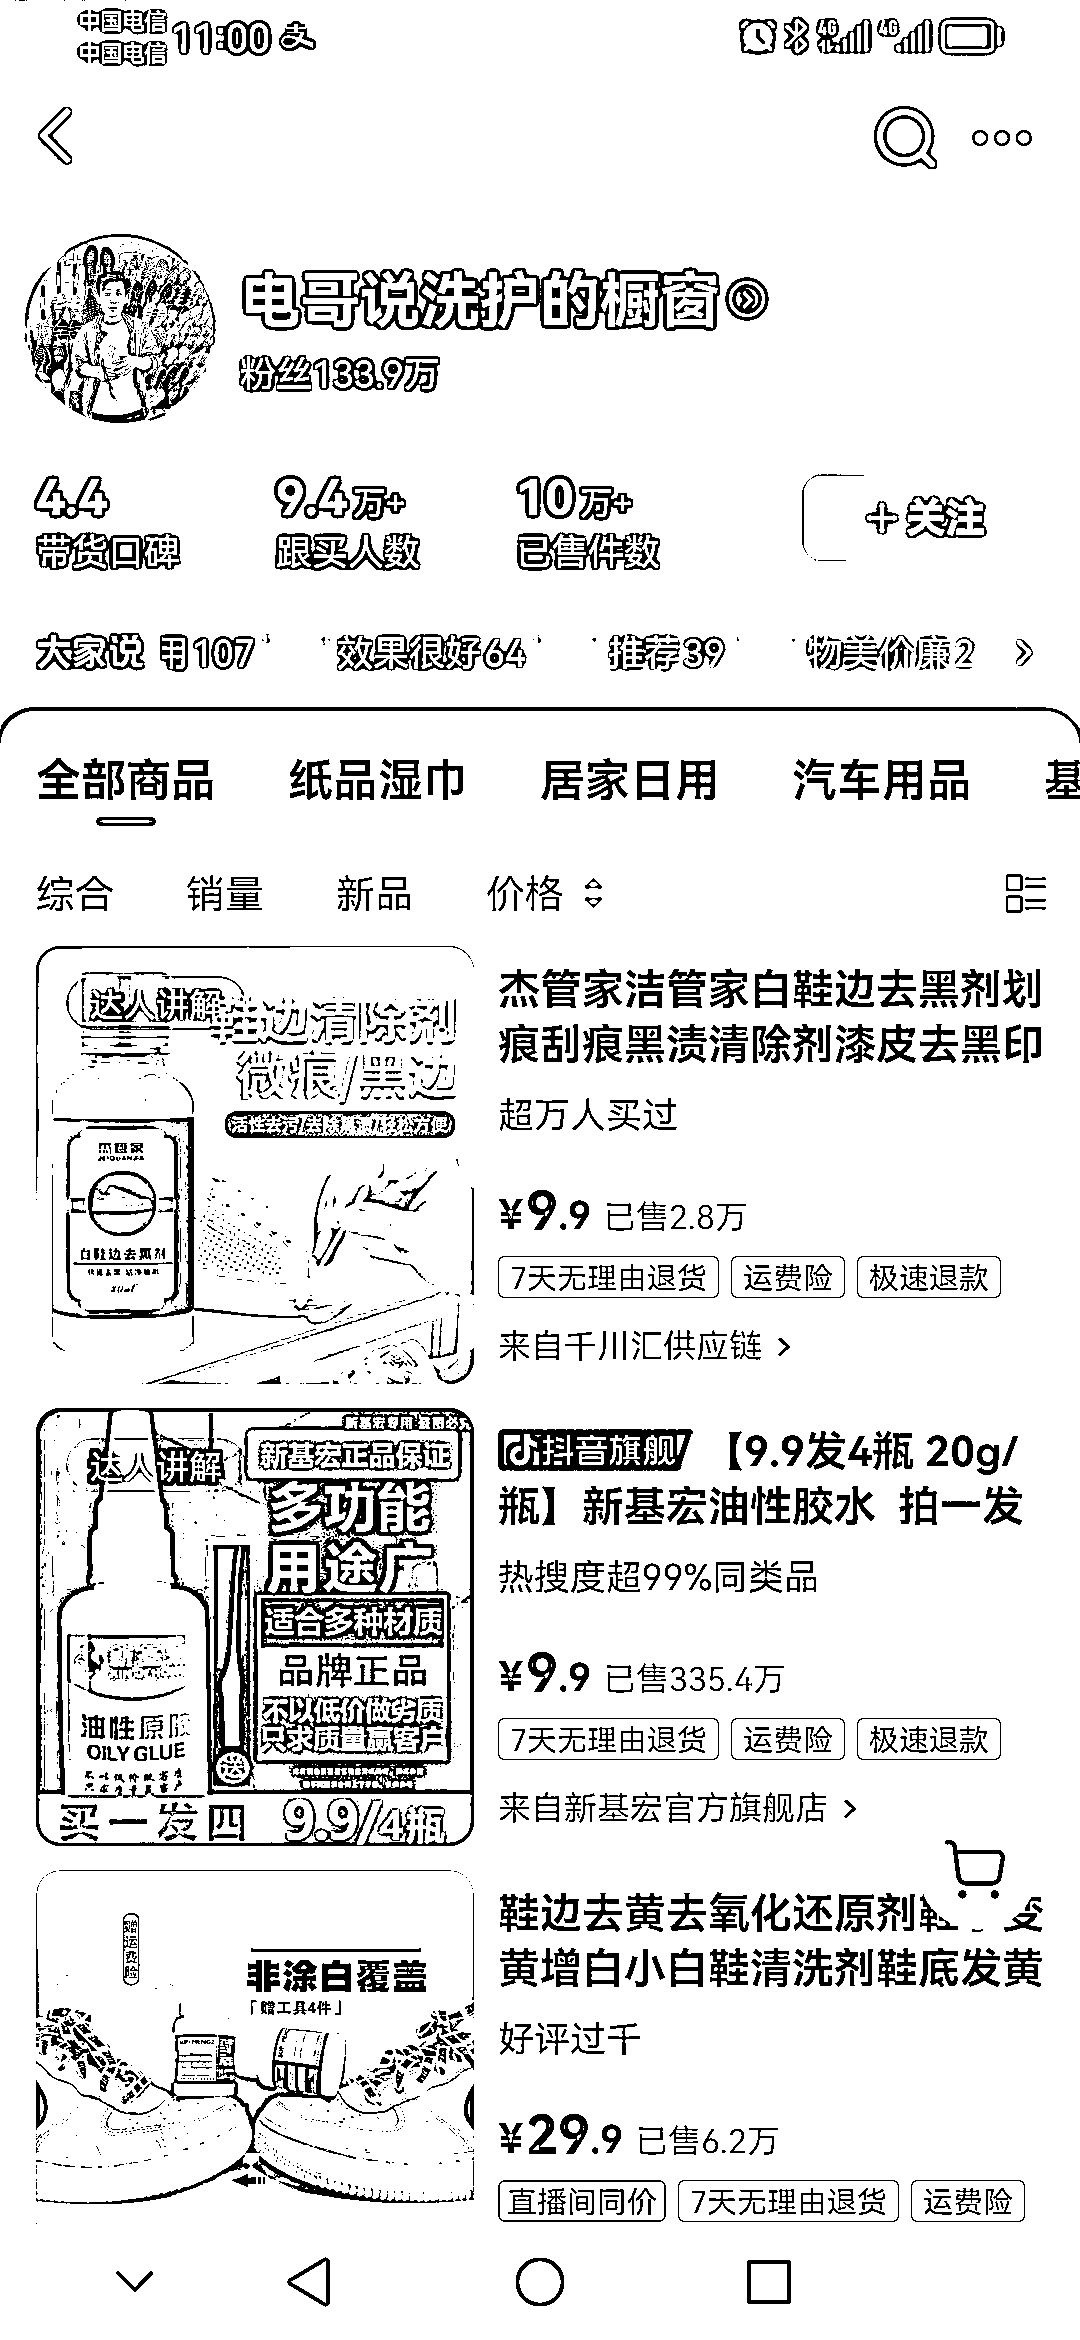 中国电信
中国电信
11:00
电哥说洗护的橱窗
粉丝133.9万
4.4
带货口碑
9.4万+
跟买人数
10万+
已售件数
+关注
大家说
107
效果很好64
推荐39
物美价廉2
全部商品 纸品湿巾 居家日用 汽车用品 基
综合 销量 新品 价格
达人讲解
鞋边清除剂
微痕/黑边
白鞋边去黑剂
杰管家洁管家白鞋边去黑剂划
痕刮痕黑渍清除剂漆皮去黑印
超万人买过
¥9.9 已售2.8万
7天无理由退货 运费险 极速退款
来自千川汇供应链
达人讲解
新基宏正品保证
多功能
用途广
适合多种材质
品牌正品
不以低价做劣质
只求质量赢客户
油性原胶
OILY GLUE
买一发四 9.9/4瓶
抖音旗舰 【9.9发4瓶 20g/
瓶】新基宏油性胶水 拍一发
热搜度超99%同类品
¥9.9 已售335.4万
7天无理由退货 运费险 极速退款
来自新基宏官方旗舰店
赠运费险
非涂白覆盖
「赠工具4件」
鞋边去黄去氧化还原剂鞋 变
黄增白小白鞋清洗剂鞋底发黄
好评过千
¥29.9 已售6.2万
直播间同价 7天无理由退货 运费险